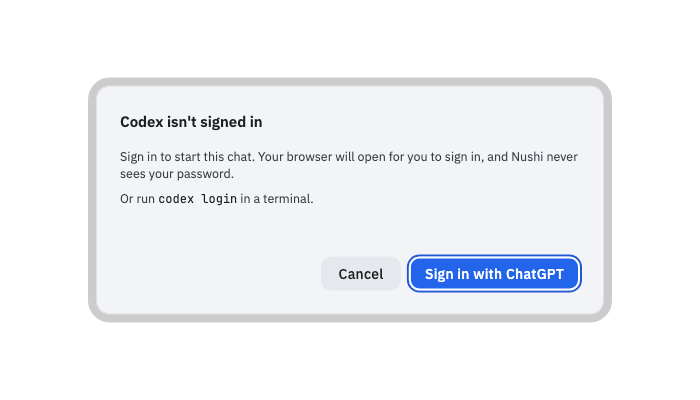 Codex isn't signed in
Sign in to start this chat. Your browser will open for you to sign in, and Nushi never
sees your password.
Or run codex login in a terminal.
Cancel
Sign in with ChatGPT